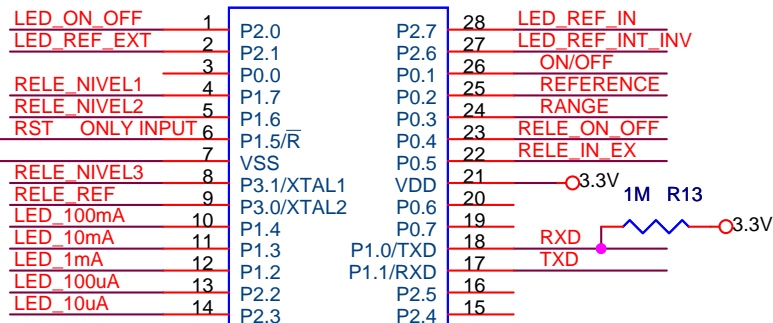 LED_ON_OFF 1 P2.0 P2.7 28 LED_REF_IN
LED_REF_EXT 2 P2.1 P2.6 27 LED_REF_INT_INV
3 P0.0 P0.1 26 ON/OFF
RELE_NIVEL1 4 P1.7 P0.2 25 REFERENCE
RELE_NIVEL2 5 P1.6 P0.3 24 RANGE
RST ONLY INPUT 6 P1.5/R̅ P0.4 23 RELE_ON_OFF
7 VSS P0.5 22 RELE_IN_EX
RELE_NIVEL3 8 P3.1/XTAL1 VDD 21 3.3V
RELE_REF 9 P3.0/XTAL2 P0.6 20 1M R13
LED_100mA 10 P1.4 P0.7 19 3.3V
LED_10mA 11 P1.3 P1.0/TXD 18 RXD
LED_1mA 12 P1.2 P1.1/RXD 17 TXD
LED_100uA 13 P2.2 P2.5 16
LED_10uA 14 P2.3 P2.4 15